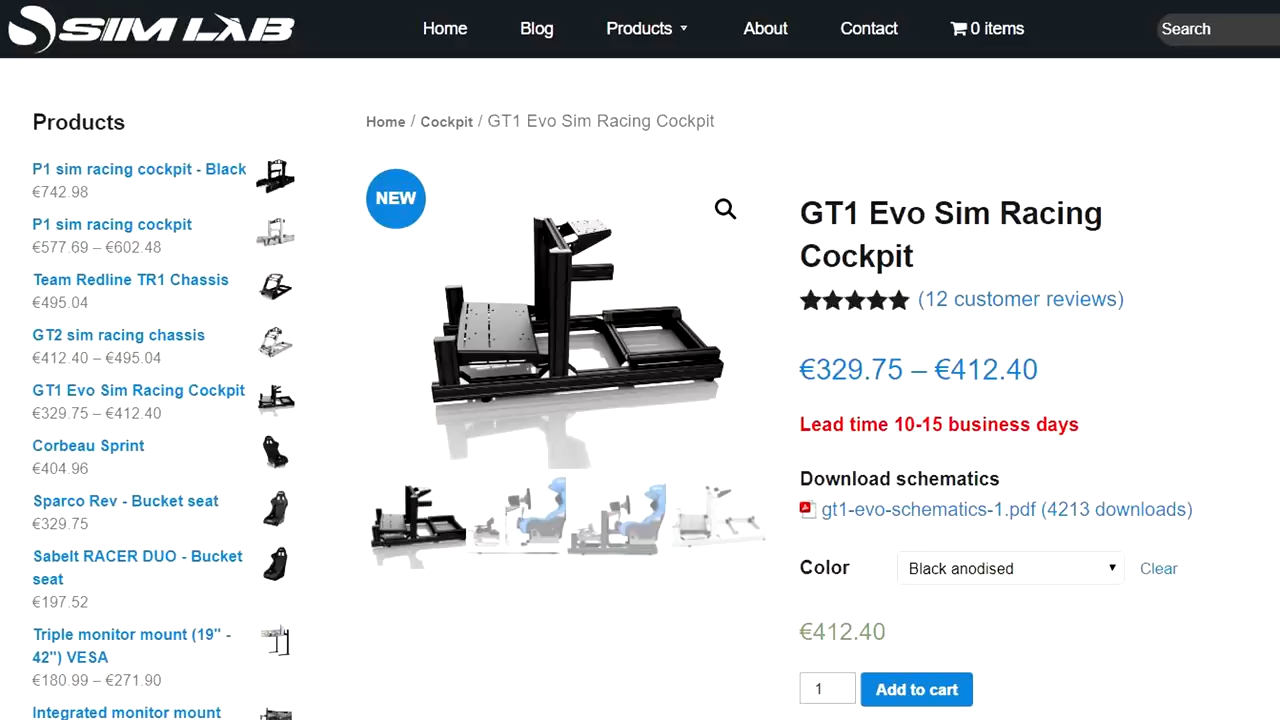 SIM LAB
Home
Blog
Products
About
Contact
0 items
Search
Products
P1 sim racing cockpit - Black
€742.98
P1 sim racing cockpit
€577.69 – €602.48
Team Redline TR1 Chassis
€495.04
GT2 sim racing chassis
€412.40 – €495.04
GT1 Evo Sim Racing Cockpit
€329.75 – €412.40
Corbeau Sprint
€404.96
Sparco Rev - Bucket seat
€329.75
Sabelt RACER DUO - Bucket
seat
€197.52
Triple monitor mount (19" -
42") VESA
€180.99 – €271.90
Integrated monitor mount
Home / Cockpit / GT1 Evo Sim Racing Cockpit
NEW
GT1 Evo Sim Racing
Cockpit
(12 customer reviews)
€329.75 – €412.40
Lead time 10-15 business days
Download schematics
gt1-evo-schematics-1.pdf (4213 downloads)
Color
Black anodised
Clear
€412.40
1
Add to cart